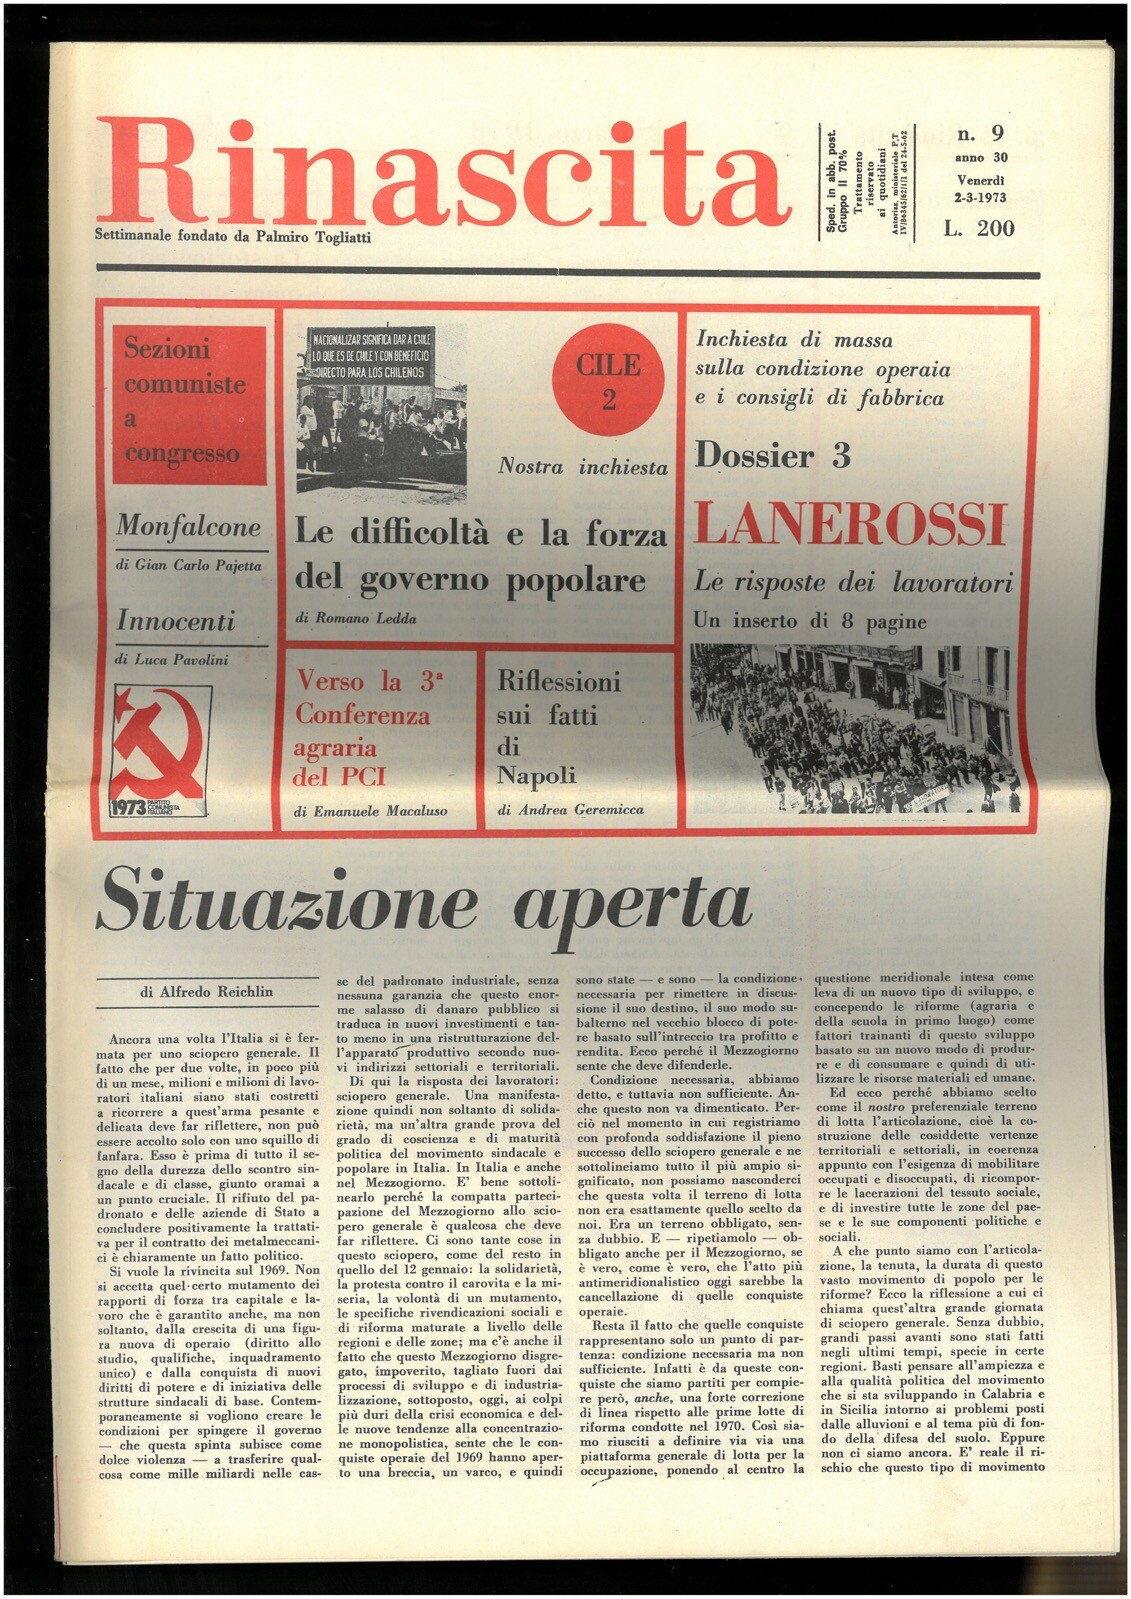 Rinascita
Settimanale fondato da Palmiro Togliatti
Sped. in abb. post.
Gruppo II 70%
Trattamento
riservato
ai quotidiani
Autorizz. ministeriale P.T
IV/86345/62/1/1 del 24-5-62
n. 9
anno 30
Venerdì
2-3-1973
L. 200
Sezioni
comuniste
a
congresso
Monfalcone
di Gian Carlo Pajetta
Innocenti
di Luca Pavolini
1973 PARTITO
COMUNISTA
ITALIANO
NACIONALIZAR SIGNIFICA DAR A CHILE
LO QUE ES DE CHILE Y CON BENEFICIO
DIRECTO PARA LOS CHILENOS
CILE
2
Nostra inchiesta
Le difficoltà e la forza
del governo popolare
di Romano Ledda
Verso la 3ª
Conferenza
agraria
del PCI
di Emanuele Macaluso
Riflessioni
sui fatti
di
Napoli
di Andrea Geremicca
Inchiesta di massa
sulla condizione operaia
e i consigli di fabbrica
Dossier 3
LANEROSSI
Le risposte dei lavoratori
Un inserto di 8 pagine
Situazione aperta
di Alfredo Reichlin
Ancora una volta l'Italia si è fer-
mata per uno sciopero generale. Il
fatto che per due volte, in poco più
di un mese, milioni e milioni di lavo-
ratori italiani siano stati costretti
a ricorrere a quest'arma pesante e
delicata deve far riflettere, non può
essere accolto solo con uno squillo di
fanfara. Esso è prima di tutto il se-
gno della durezza dello scontro sin-
dacale e di classe, giunto oramai a
un punto cruciale. Il rifiuto del pa-
dronato e delle aziende di Stato a
concludere positivamente la trattati-
va per il contratto dei metalmeccani-
ci è chiaramente un fatto politico.
Si vuole la rivincita sul 1969. Non
si accetta quel certo mutamento dei
rapporti di forza tra capitale e la-
voro che è garantito anche, ma non
soltanto, dalla crescita di una figu-
ra nuova di operaio (diritto allo
studio, qualifiche, inquadramento
unico) e dalla conquista di nuovi
diritti di potere e di iniziativa delle
strutture sindacali di base. Contem-
poraneamente si vogliono creare le
condizioni per spingere il governo
— che questa spinta subisce come
dolce violenza — a trasferire qual-
cosa come mille miliardi nelle cas-
se del padronato industriale, senza
nessuna garanzia che questo enor-
me salasso di danaro pubblico si
traduca in nuovi investimenti e tan-
to meno in una ristrutturazione del-
l'apparato produttivo secondo nuo-
vi indirizzi settoriali e territoriali.
Di qui la risposta dei lavoratori:
sciopero generale. Una manifesta-
zione quindi non soltanto di solida-
rietà, ma un'altra grande prova del
grado di coscienza e di maturità
politica del movimento sindacale e
popolare in Italia. In Italia e anche
nel Mezzogiorno. E' bene sottoli-
nearlo perché la compatta parteci-
pazione del Mezzogiorno allo scio-
pero generale è qualcosa che deve
far riflettere. Ci sono tante cose in
questo sciopero, come del resto in
quello del 12 gennaio: la solidarietà,
la protesta contro il carovita e la mi-
seria, la volontà di un mutamento,
le specifiche rivendicazioni sociali e
di riforma maturate a livello delle
regioni e delle zone; ma c'è anche il
fatto che questo Mezzogiorno disgre-
gato, impoverito, tagliato fuori dai
processi di sviluppo e di industria-
lizzazione, sottoposto, oggi, ai colpi
più duri della crisi economica e del-
le nuove tendenze alla concentrazio-
ne monopolistica, sente che le con-
quiste operaie del 1969 hanno aper-
to una breccia, un varco, e quindi
sono state — e sono — la condizione
necessaria per rimettere in discus-
sione il suo destino, il suo modo su-
balterno nel vecchio blocco di pote-
re basato sull'intreccio tra profitto e
rendita. Ecco perché il Mezzogiorno
sente che deve difenderle.
Condizione necessaria, abbiamo
detto, e tuttavia non sufficiente. An-
che questo non va dimenticato. Per-
ciò nel momento in cui registriamo
con profonda soddisfazione il pieno
successo dello sciopero generale e ne
sottolineiamo tutto il più ampio si-
gnificato, non possiamo nasconderci
che questa volta il terreno di lotta
non era esattamente quello scelto da
noi. Era un terreno obbligato, sen-
za dubbio. E — ripetiamolo — ob-
bligato anche per il Mezzogiorno, se
è vero, come è vero, che l'atto più
antimeridionalistico oggi sarebbe la
cancellazione di quelle conquiste
operaie.
Resta il fatto che quelle conquiste
rappresentano solo un punto di par-
tenza: condizione necessaria ma non
sufficiente. Infatti è da queste con-
quiste che siamo partiti per compie-
re però, anche, una forte correzione
di linea rispetto alle prime lotte di
riforma condotte nel 1970. Così sia-
mo riusciti a definire via via una
piattaforma generale di lotta per la
occupazione, ponendo al centro la
questione meridionale intesa come
leva di un nuovo tipo di sviluppo, e
concependo le riforme (agraria e
della scuola in primo luogo) come
fattori trainanti di questo sviluppo
basato su un nuovo modo di produr-
re e di consumare e quindi di uti-
lizzare le risorse materiali ed umane.
Ed ecco perché abbiamo scelto
come il nostro preferenziale terreno
di lotta l'articolazione, cioè la co-
struzione delle cosiddette vertenze
territoriali e settoriali, in coerenza
appunto con l'esigenza di mobilitare
occupati e disoccupati, di ricompor-
re le lacerazioni del tessuto sociale,
e di investire tutte le zone del pae-
se e le sue componenti politiche e
sociali.
A che punto siamo con l'articola-
zione, la tenuta, la durata di questo
vasto movimento di popolo per le
riforme? Ecco la riflessione a cui ci
chiama quest'altra grande giornata
di sciopero generale. Senza dubbio,
grandi passi avanti sono stati fatti
negli ultimi tempi, specie in certe
regioni. Basti pensare all'ampiezza e
alla qualità politica del movimento
che si sta sviluppando in Calabria e
in Sicilia intorno ai problemi posti
dalle alluvioni e al tema più di fon-
do della difesa del suolo. Eppure
non ci siamo ancora. E' reale il ri-
schio che questo tipo di movimento